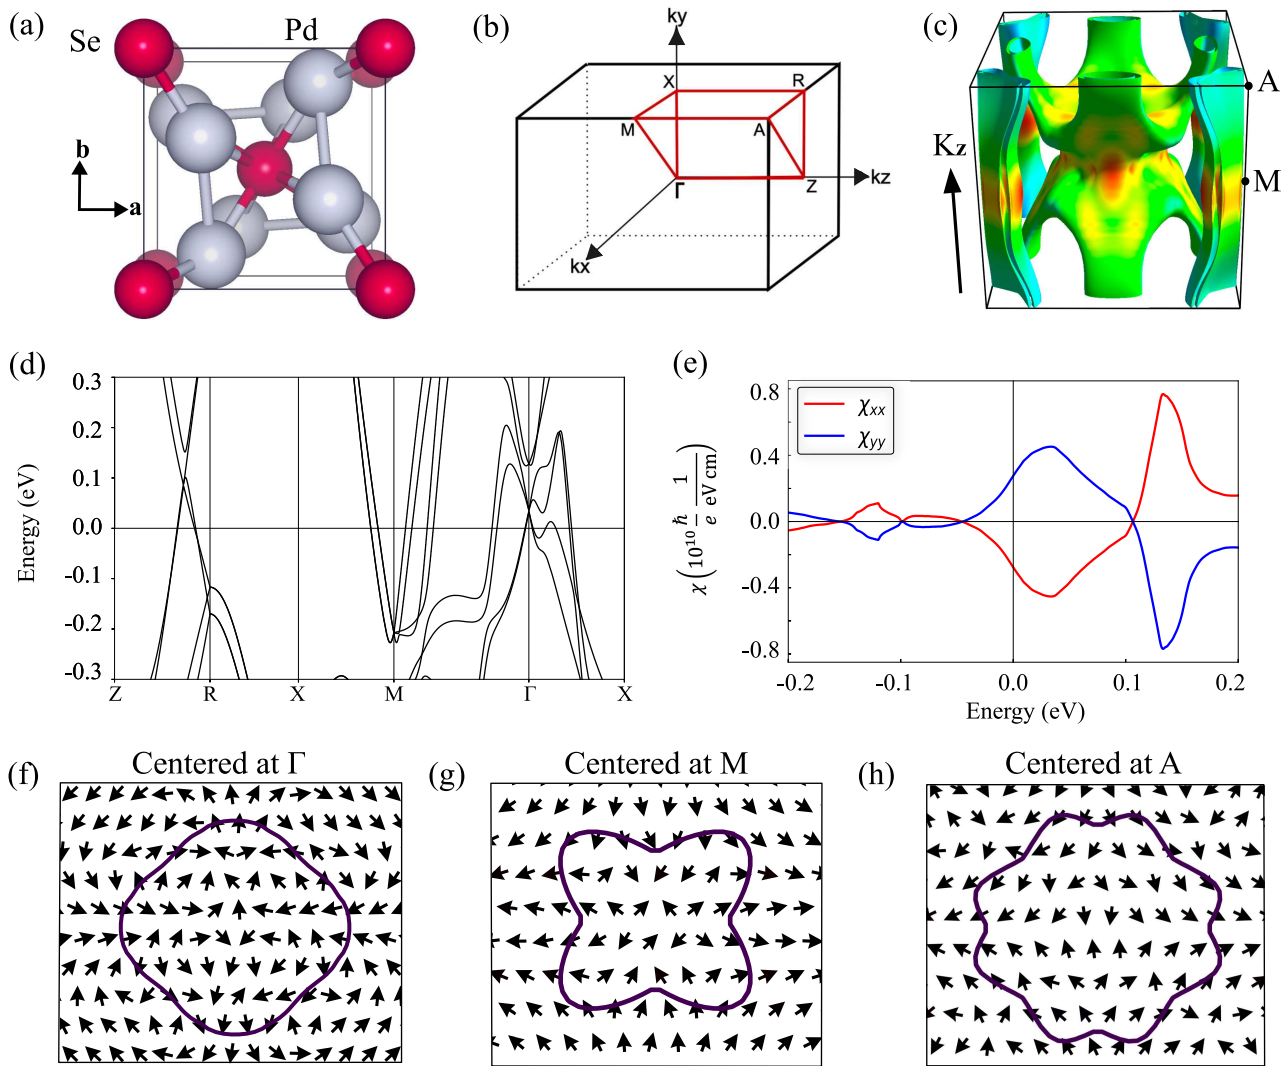 (a)
Se
Pd
b
a
(b)
ky
X
R
M
A
Γ
Z
kz
kx
(c)
Kz
A
M
(d)
0.3
0.2
0.1
0.0
-0.1
-0.2
-0.3
Energy (eV)
Z
R
X
M
Γ
X
(e)
χxx
χyy
0.8
0.4
0.0
-0.4
-0.8
χ (10^10 ħ/e 1/(eV cm))
-0.2
-0.1
0.0
0.1
0.2
Energy (eV)
(f)
Centered at Γ
(g)
Centered at M
(h)
Centered at A